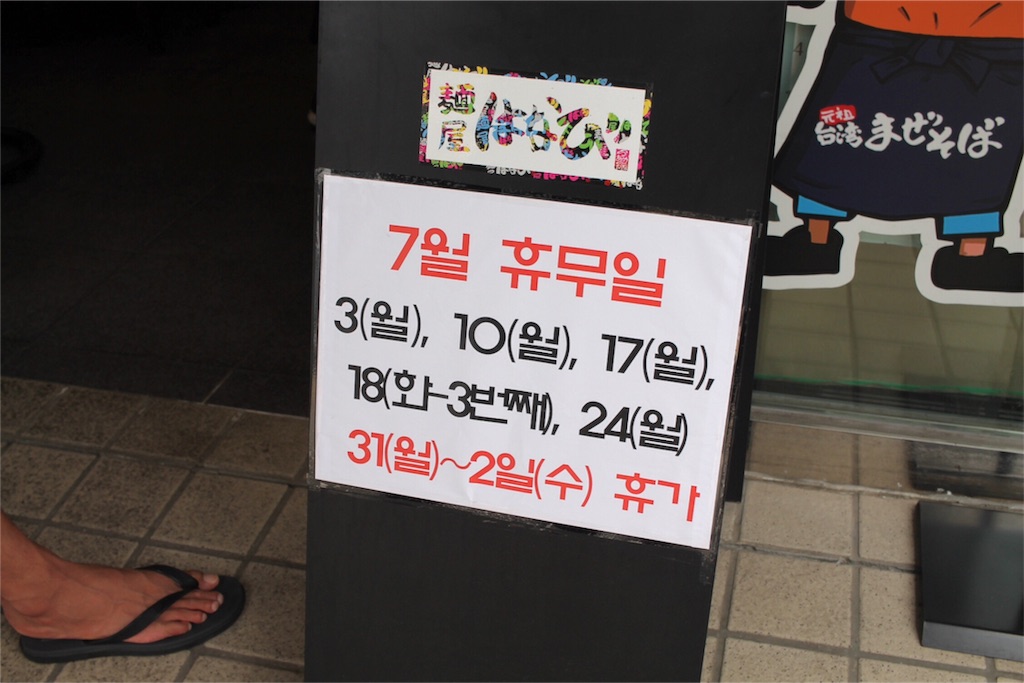 麺屋はなび
7월 휴무일
3(월), 10(월), 17(월),
18(화-3번째), 24(월)
31(월)~2일(수) 휴가
元祖
台湾まぜそば